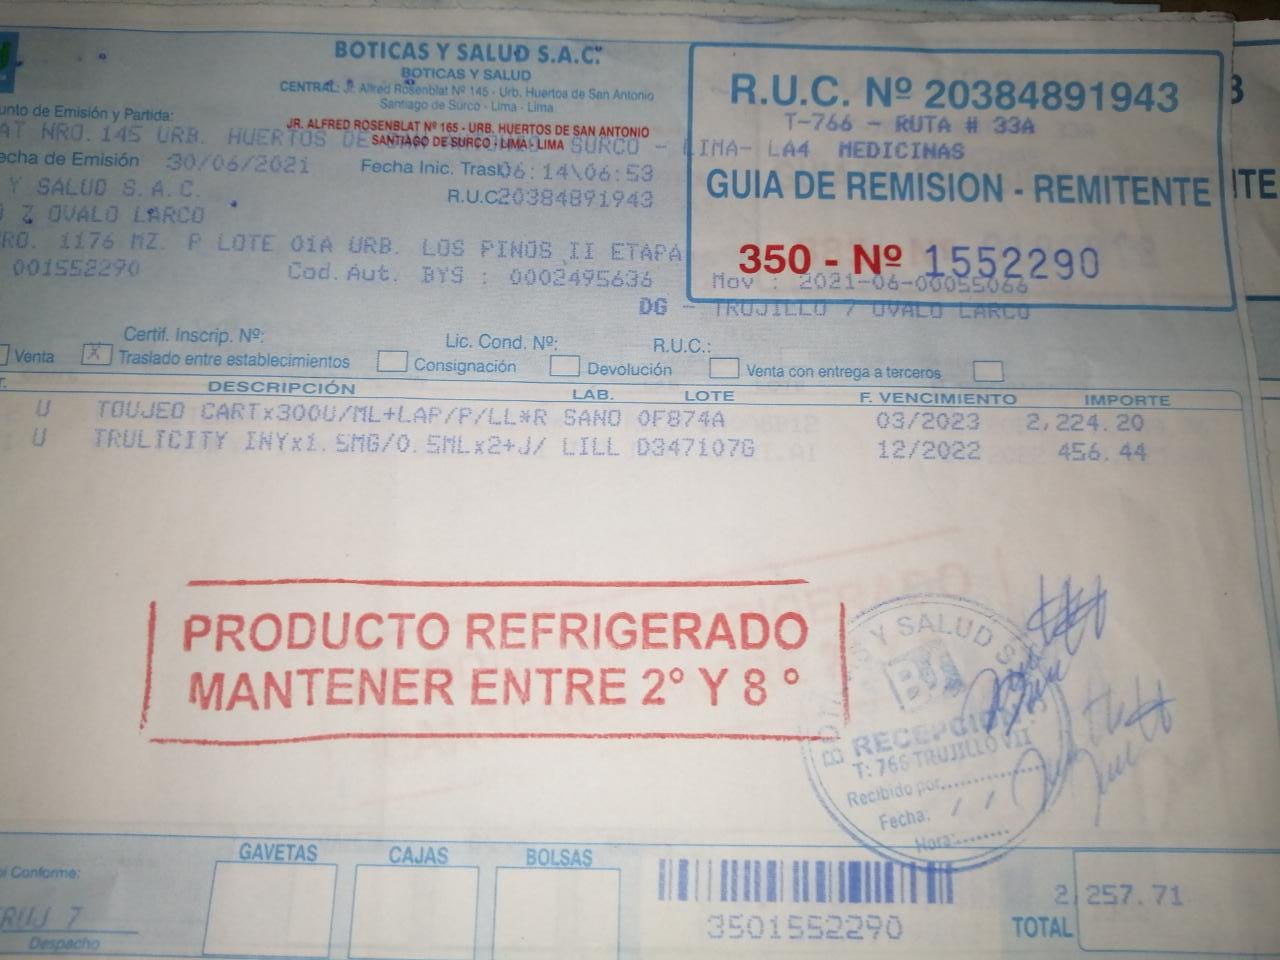 BOTICAS Y SALUD S.A.C.
BOTICAS Y SALUD
CENTRAL: J. Alfred Rosenblat Nº 145 - Urb. Huertos de San Antonio
Santiago de Surco - Lima - Lima
JR. ALFRED ROSENBLAT Nº 165 - URB. HUERTOS DE SAN ANTONIO
SANTIAGO DE SURCO - LIMA - LIMA
R.U.C. Nº 20384891943
T-766 - RUTA # 33A
LIMA- LA4 MEDICINAS
GUIA DE REMISION - REMITENTE
350 - Nº 1552290
unto de Emisión y Partida:
AT NRO. 145 URB. HUERTOS DE SURCO -
echa de Emisión 30/06/2021 Fecha Inic. Trasl 06:14\06:53
Y SALUD S.A.C. R.U.C 20384891943
7 OVALO LARCO
RO. 1176 MZ. P LOTE 01A URB. LOS PINOS II ETAPA
001552290 Cod. Aut. BYS : 0002495636 Mov : 2021-06-00055066
DG - TRUJILLO 7 OVALO LARCO
Certif. Inscrip. Nº: Lic. Cond. Nº: R.U.C.:
Venta X Traslado entre establecimientos Consignación Devolución Venta con entrega a terceros
DESCRIPCIÓN LAB. LOTE F. VENCIMIENTO IMPORTE
U TOUJEO CARTx300U/ML+LAP/P/LL*R SANO 0F874A 03/2023 2,224.20
U TRULICITY INYx1.5MG/0.5MLx2+J/ LILL D347107G 12/2022 456.44
PRODUCTO REFRIGERADO
MANTENER ENTRE 2° Y 8 °
BOTICAS Y SALUD S
RECEPCIÓN
T: 766 TRUJILLO VII
Recibido por
Fecha: / /
Hora:
GAVETAS CAJAS BOLSAS
Conforme:
RUJ 7
Despacho
3501552290
TOTAL 2,257.71